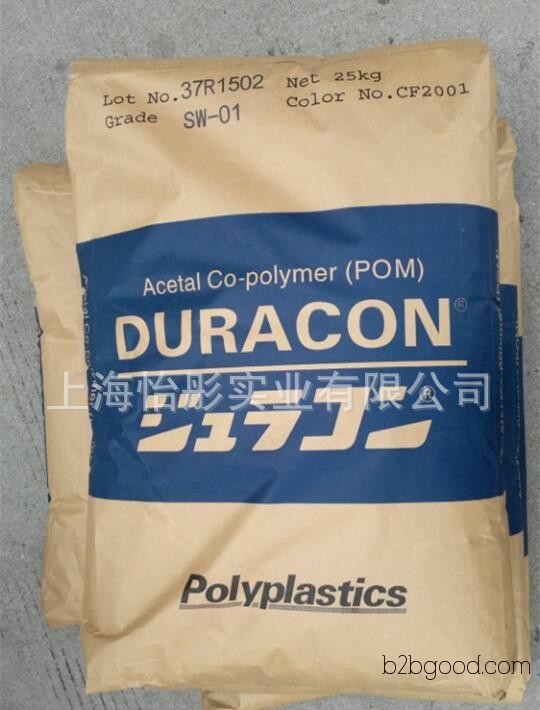 Lot No.37R1502 Net 25kg
Grade SW-01 Color No.CF2001
Acetal Co-polymer (POM)
DURACON®
上海怡彤实业有限公司
ジュラコン®
Polyplastics
b2bgood.com